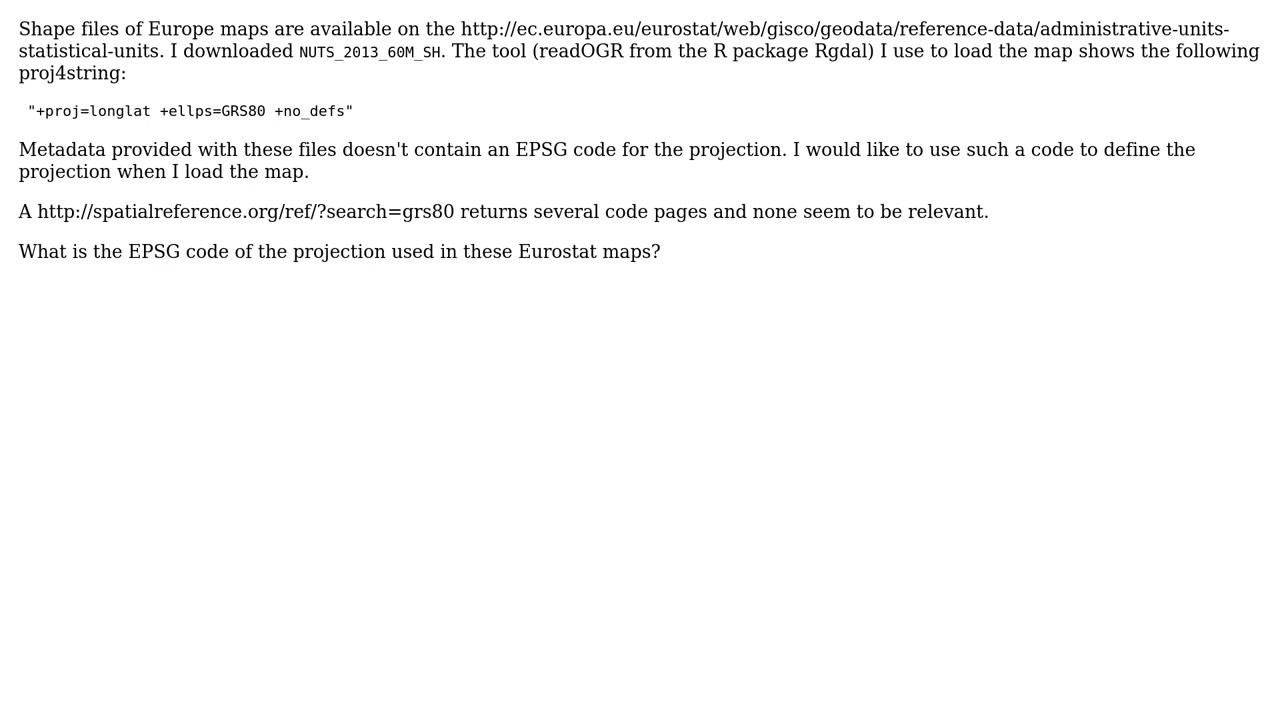 Shape files of Europe maps are available on the http://ec.europa.eu/eurostat/web/gisco/geodata/reference-data/administrative-units-
statistical-units. I downloaded NUTS_2013_60M_SH. The tool (readOGR from the R package Rgdal) I use to load the map shows the following
proj4string:
"+proj=longlat +ellps=GRS80 +no_defs"
Metadata provided with these files doesn't contain an EPSG code for the projection. I would like to use such a code to define the
projection when I load the map.
A http://spatialreference.org/ref/?search=grs80 returns several code pages and none seem to be relevant.
What is the EPSG code of the projection used in these Eurostat maps?